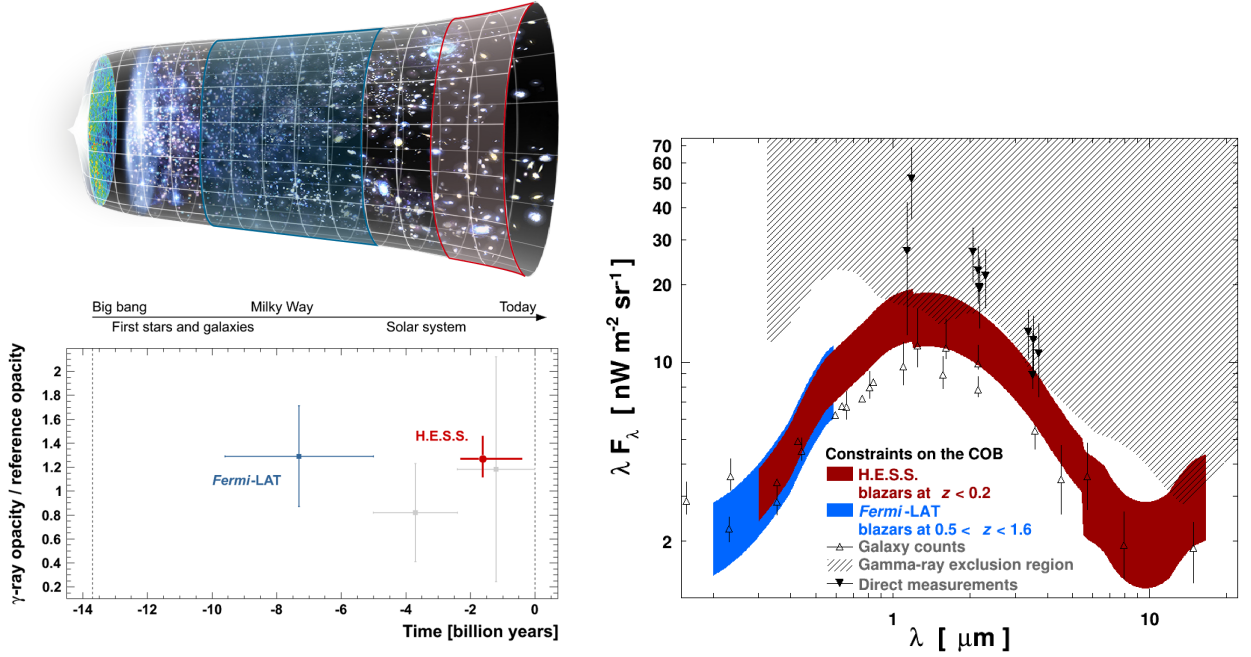 Big bang
Milky Way
Today
First stars and galaxies
Solar system
γ-ray opacity / reference opacity
2
1.8
1.6
1.4
1.2
1
0.8
0.6
0.4
0.2
H.E.S.S.
Fermi-LAT
-14 -12 -10 -8 -6 -4 -2 0
Time [billion years]
λ Fλ [ nW m-2 sr-1]
70
60
50
40
30
20
10
2
Constraints on the COB
H.E.S.S.
blazars at z < 0.2
Fermi-LAT
blazars at 0.5 < z < 1.6
Galaxy counts
Gamma-ray exclusion region
Direct measurements
1 10
λ [ μm]